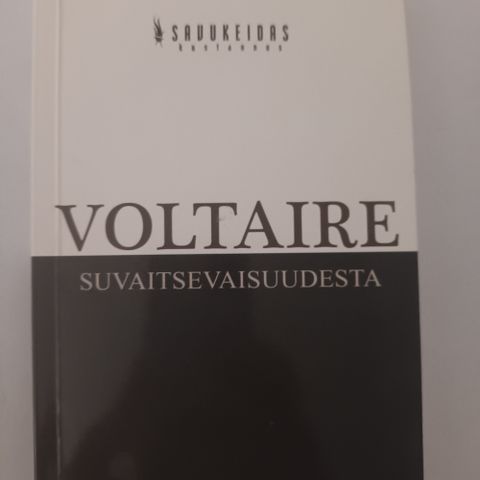 SAVUKEIDAS
kustannus
VOLTAIRE
SUVAITSEVAISUUDESTA